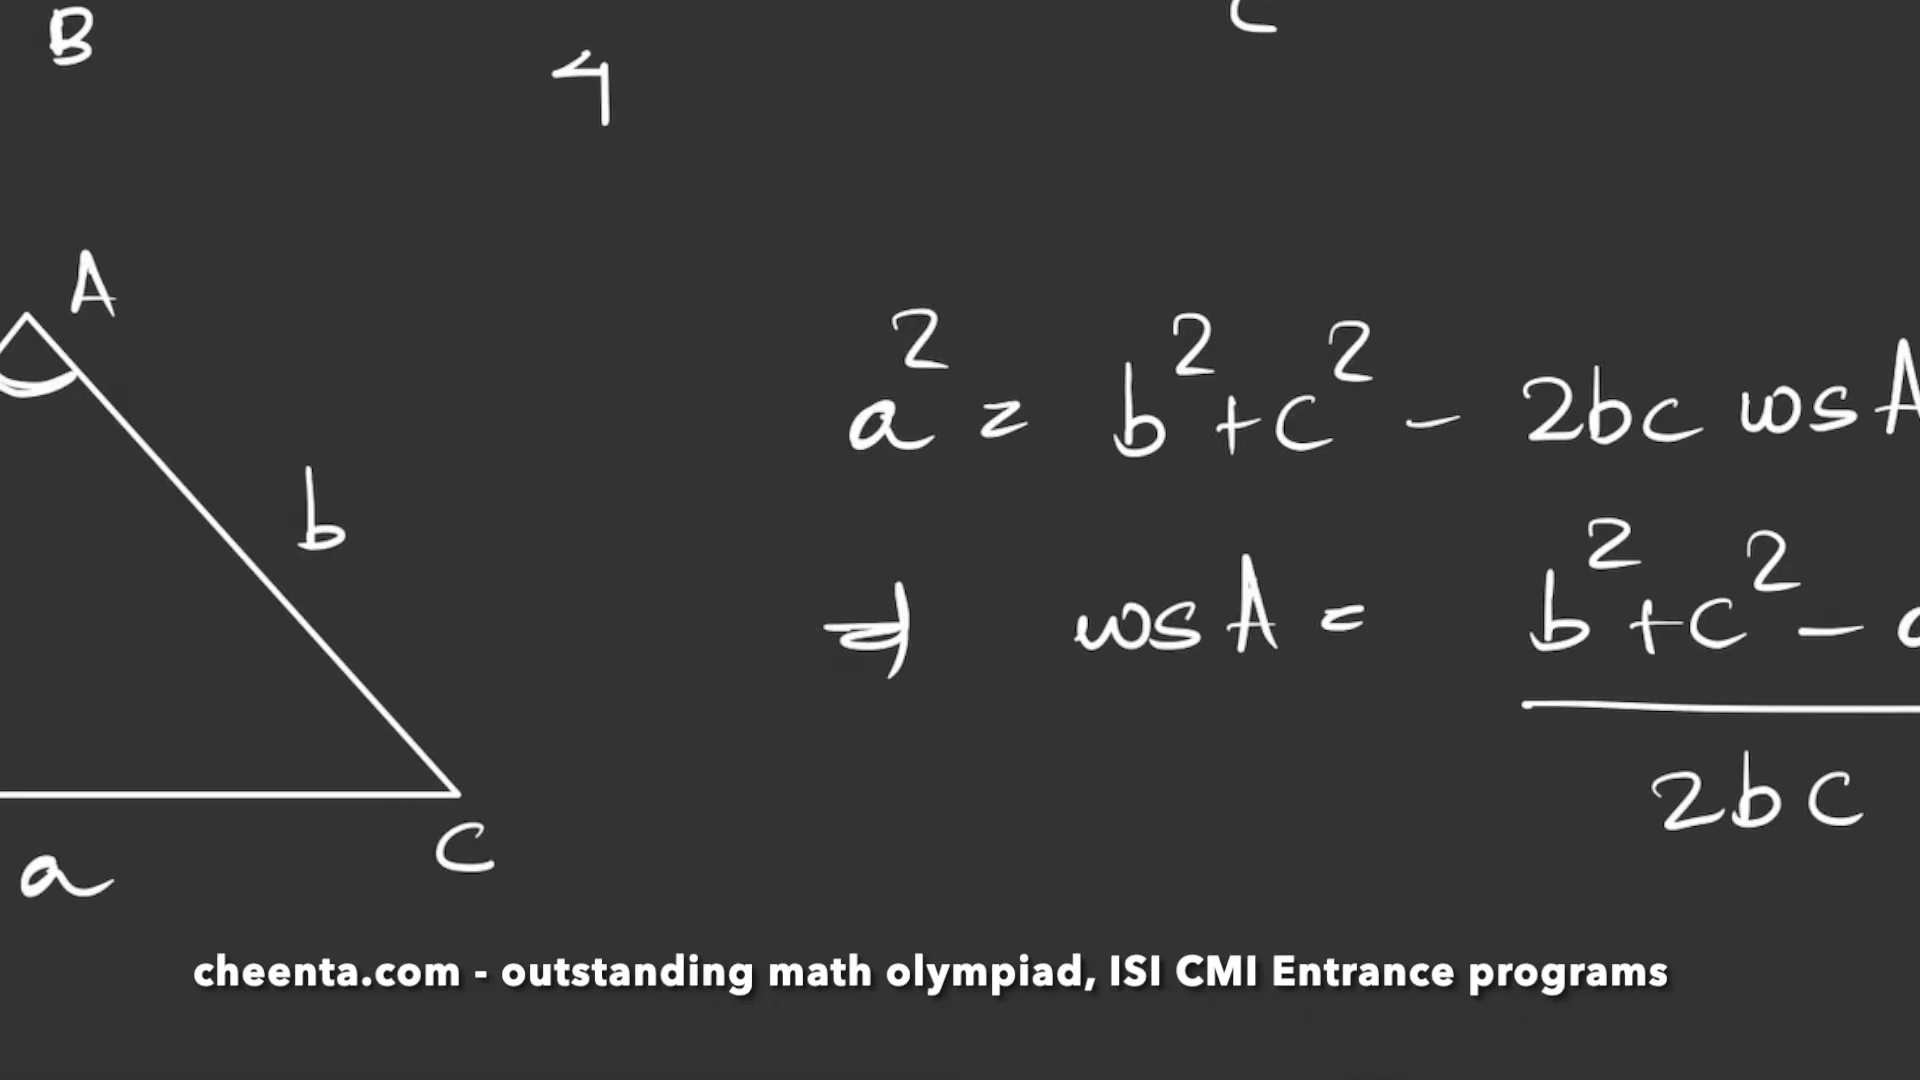 B
4
C
A
a² = b² + c² - 2bc cos A
b
⇒ cos A = b² + c² -
2bc
C
a
cheenta.com - outstanding math olympiad, ISI CMI Entrance programs